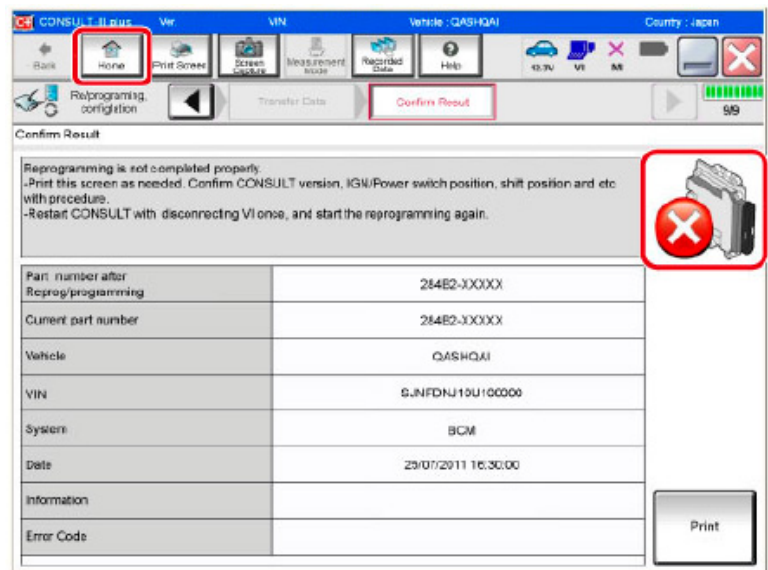 CONSULT-III plus Ver. VIN: Vehicle : QASHQAI Country : Japan
Back Home Print Screen Screen Capture Measurement Mode Recorded Data Help VI MI
Re/programing, configlation Transfer Data Confirm Result 9/9
Confirm Result
Reprogramming is not completed properly.
-Print this screen as needed. Confirm CONSULT version, IGN/Power switch position, shift position and etc
with procedure.
-Restart CONSULT with disconnecting VI once, and start the reprogramming again.
Part number after
Reprog/programming
284B2-XXXXX
Current part number 284B2-XXXXX
Vehicle QASHQAI
VIN SJNFDNJ10U100000
System BCM
Date 25/07/2011 16:30:00
Information
Error Code
Print